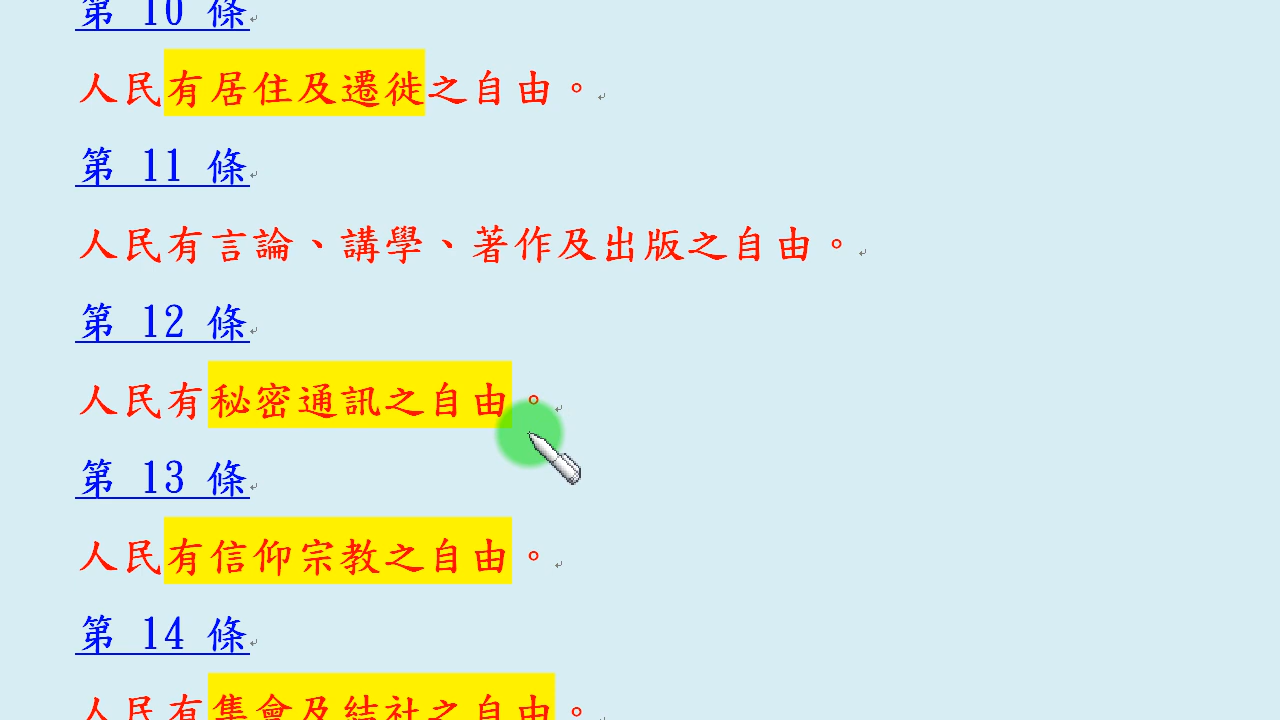 第 10 條
人民有居住及遷徙之自由。
第 11 條
人民有言論、講學、著作及出版之自由。
第 12 條
人民有秘密通訊之自由。
第 13 條
人民有信仰宗教之自由。
第 14 條
人民有集會及結社之自由。